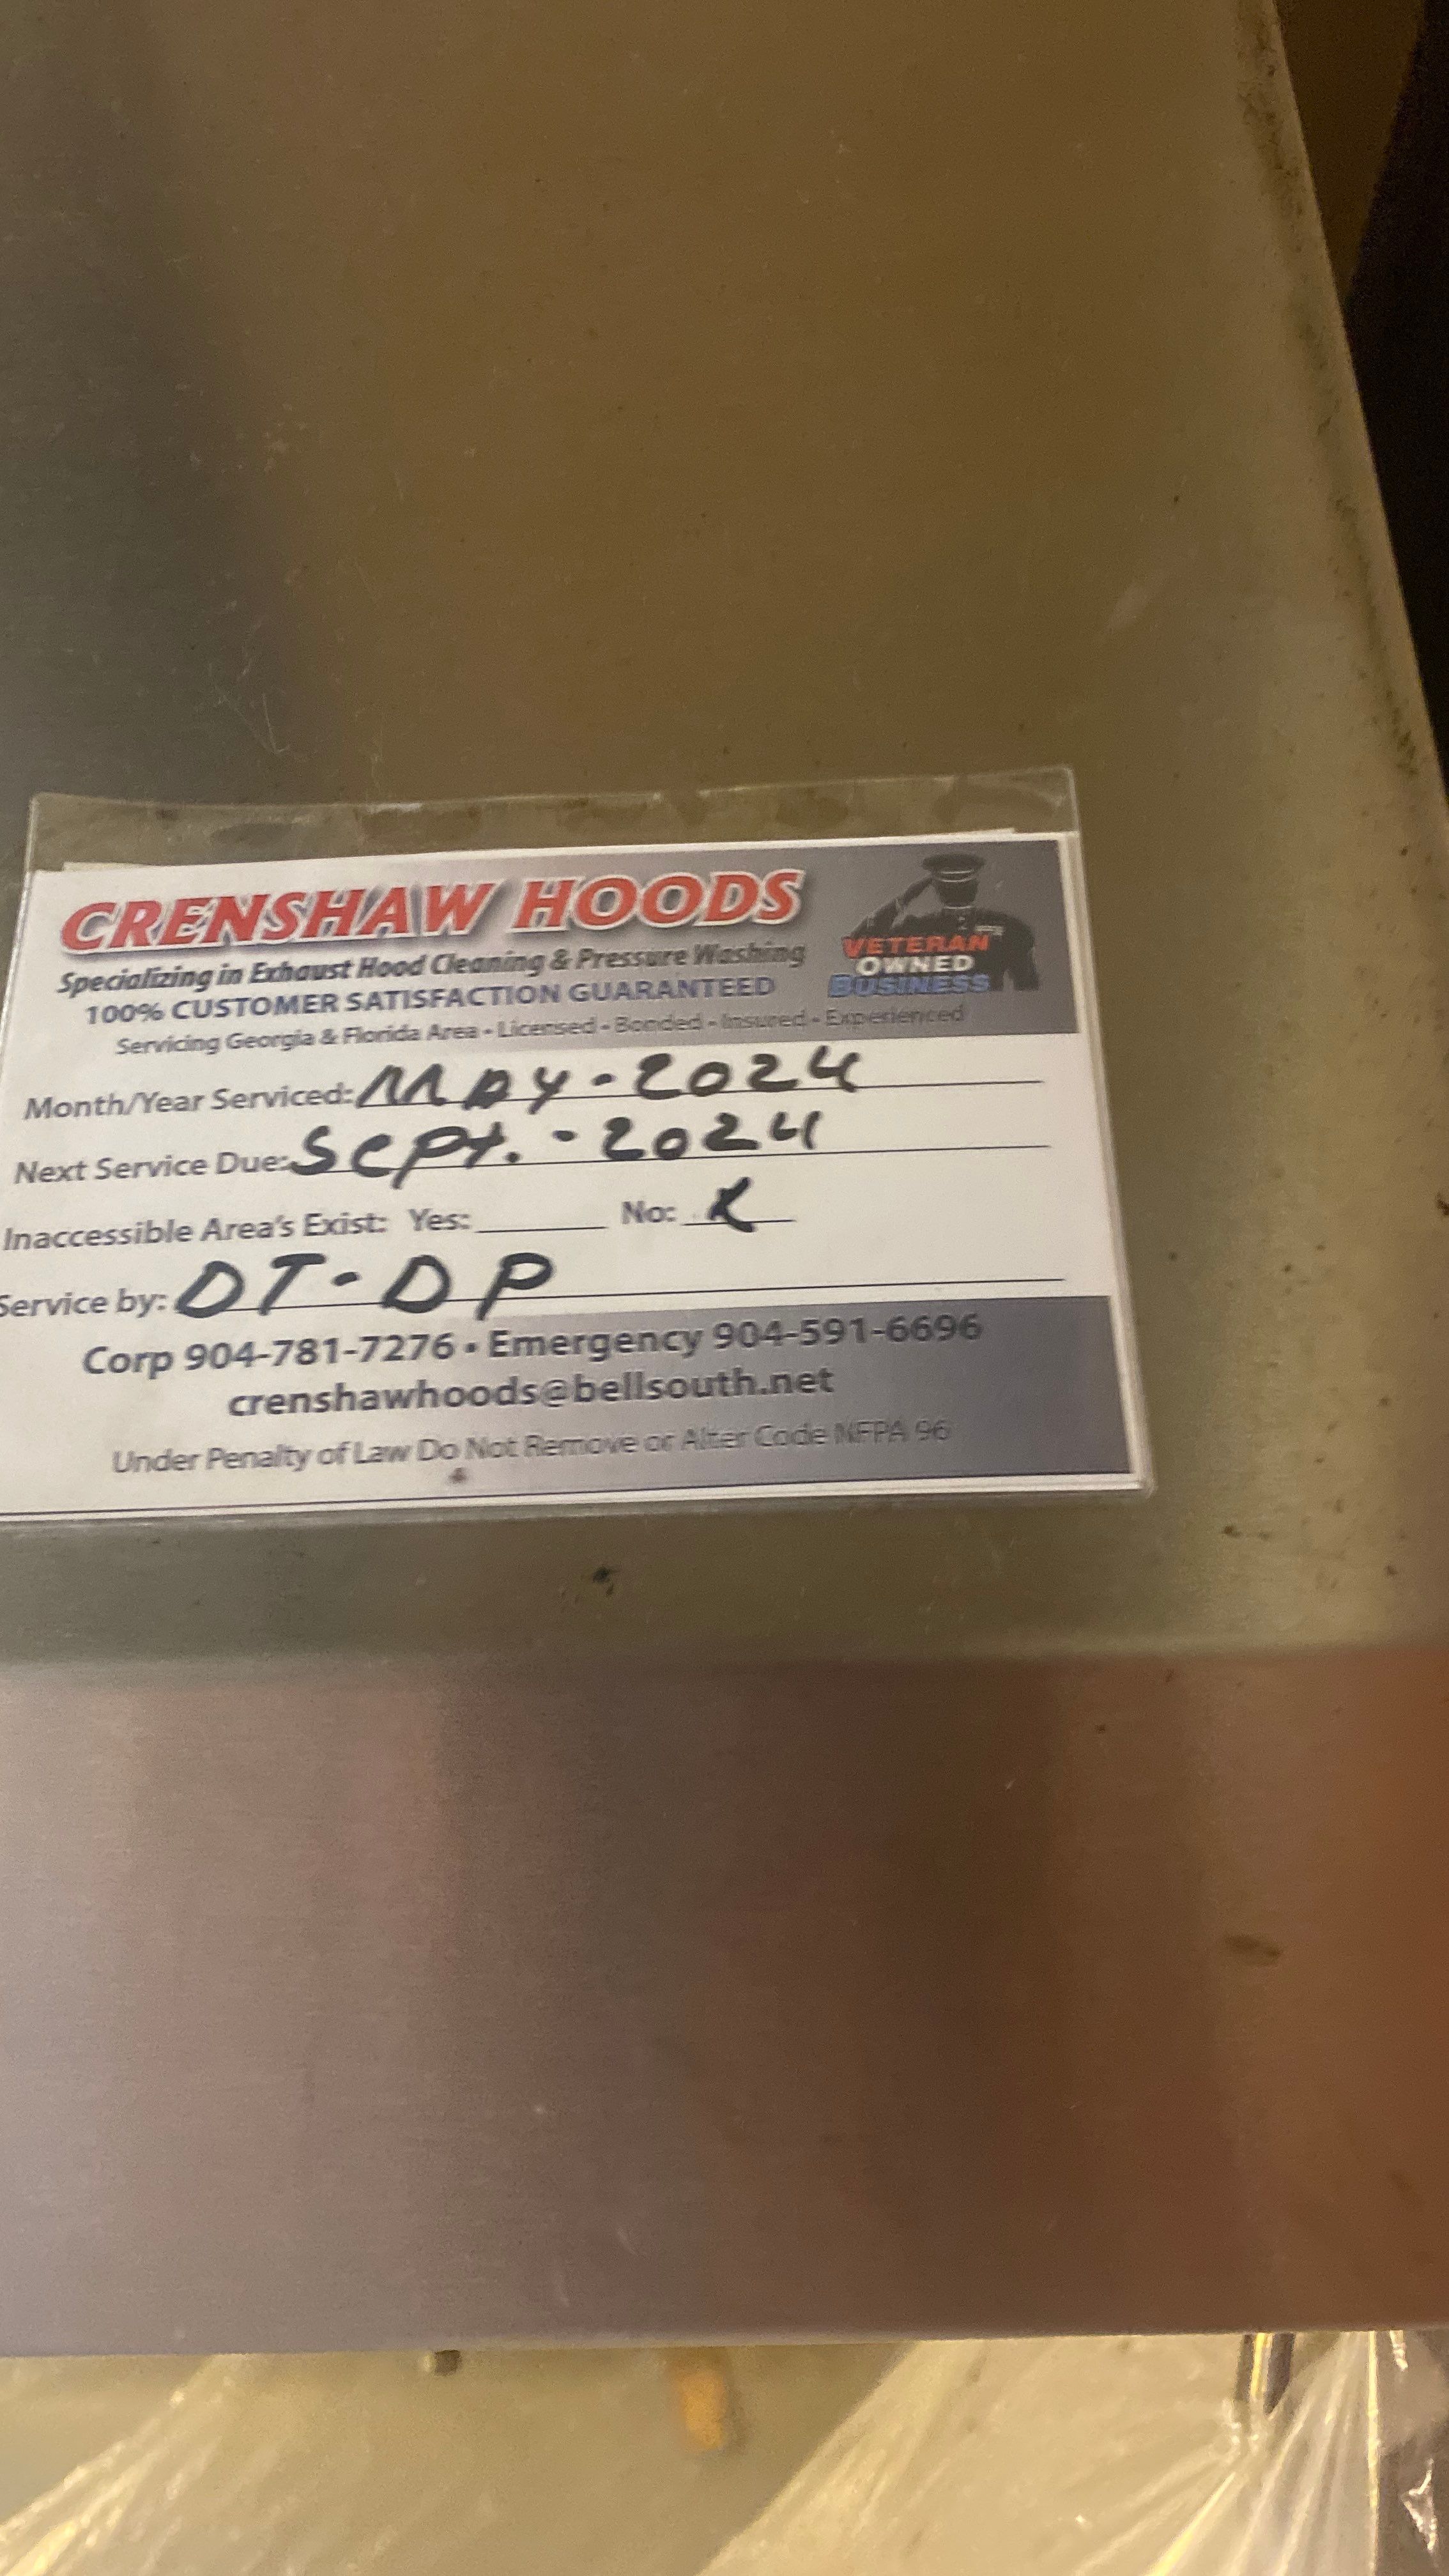 CRENSHAW HOODS
Specializing in Exhaust Hood Cleaning & Pressure Washing
100% CUSTOMER SATISFACTION GUARANTEED
Servicing Georgia & Florida Area - Licensed - Bonded - Insured - Experienced
VETERAN
OWNED
BUSINESS
Month/Year Serviced: MAY - 2024
Next Service Due: Sept. - 2024
Inaccessible Area's Exist: Yes: ______ No: X
Service by: DT - DP
Corp 904-781-7276 • Emergency 904-591-6696
crenshawhoods@bellsouth.net
Under Penalty of Law Do Not Remove or Alter Code NFPA 96